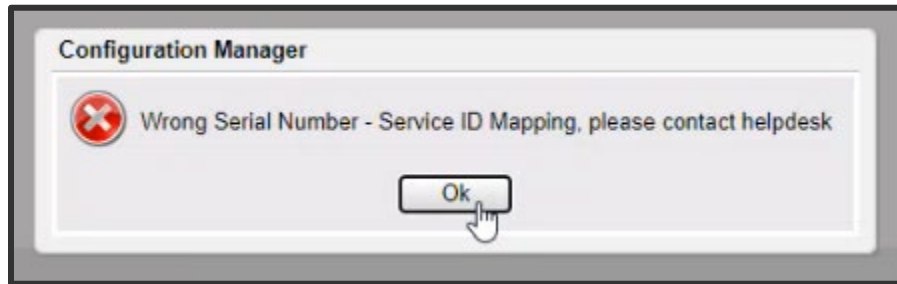 Configuration Manager
Wrong Serial Number - Service ID Mapping, please contact helpdesk
Ok